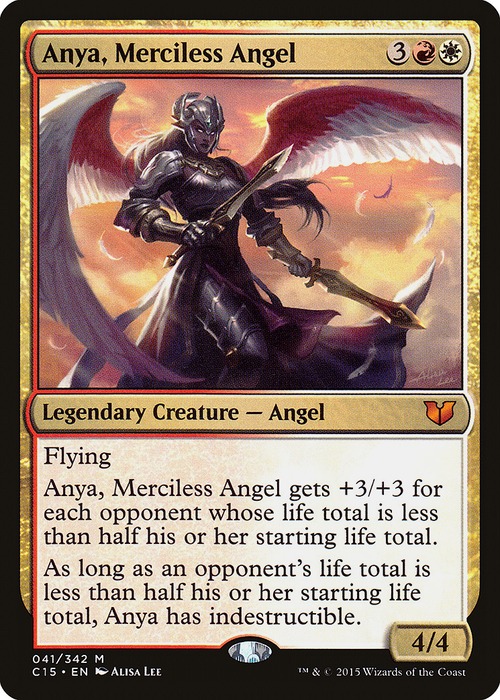 Anya, Merciless Angel 3
Legendary Creature — Angel
Flying
Anya, Merciless Angel gets +3/+3 for
each opponent whose life total is less
than half his or her starting life total.
As long as an opponent's life total is
less than half his or her starting life
total, Anya has indestructible.
4/4
041/342 M
C15 • EN Alisa Lee
™ & © 2015 Wizards of the Coast